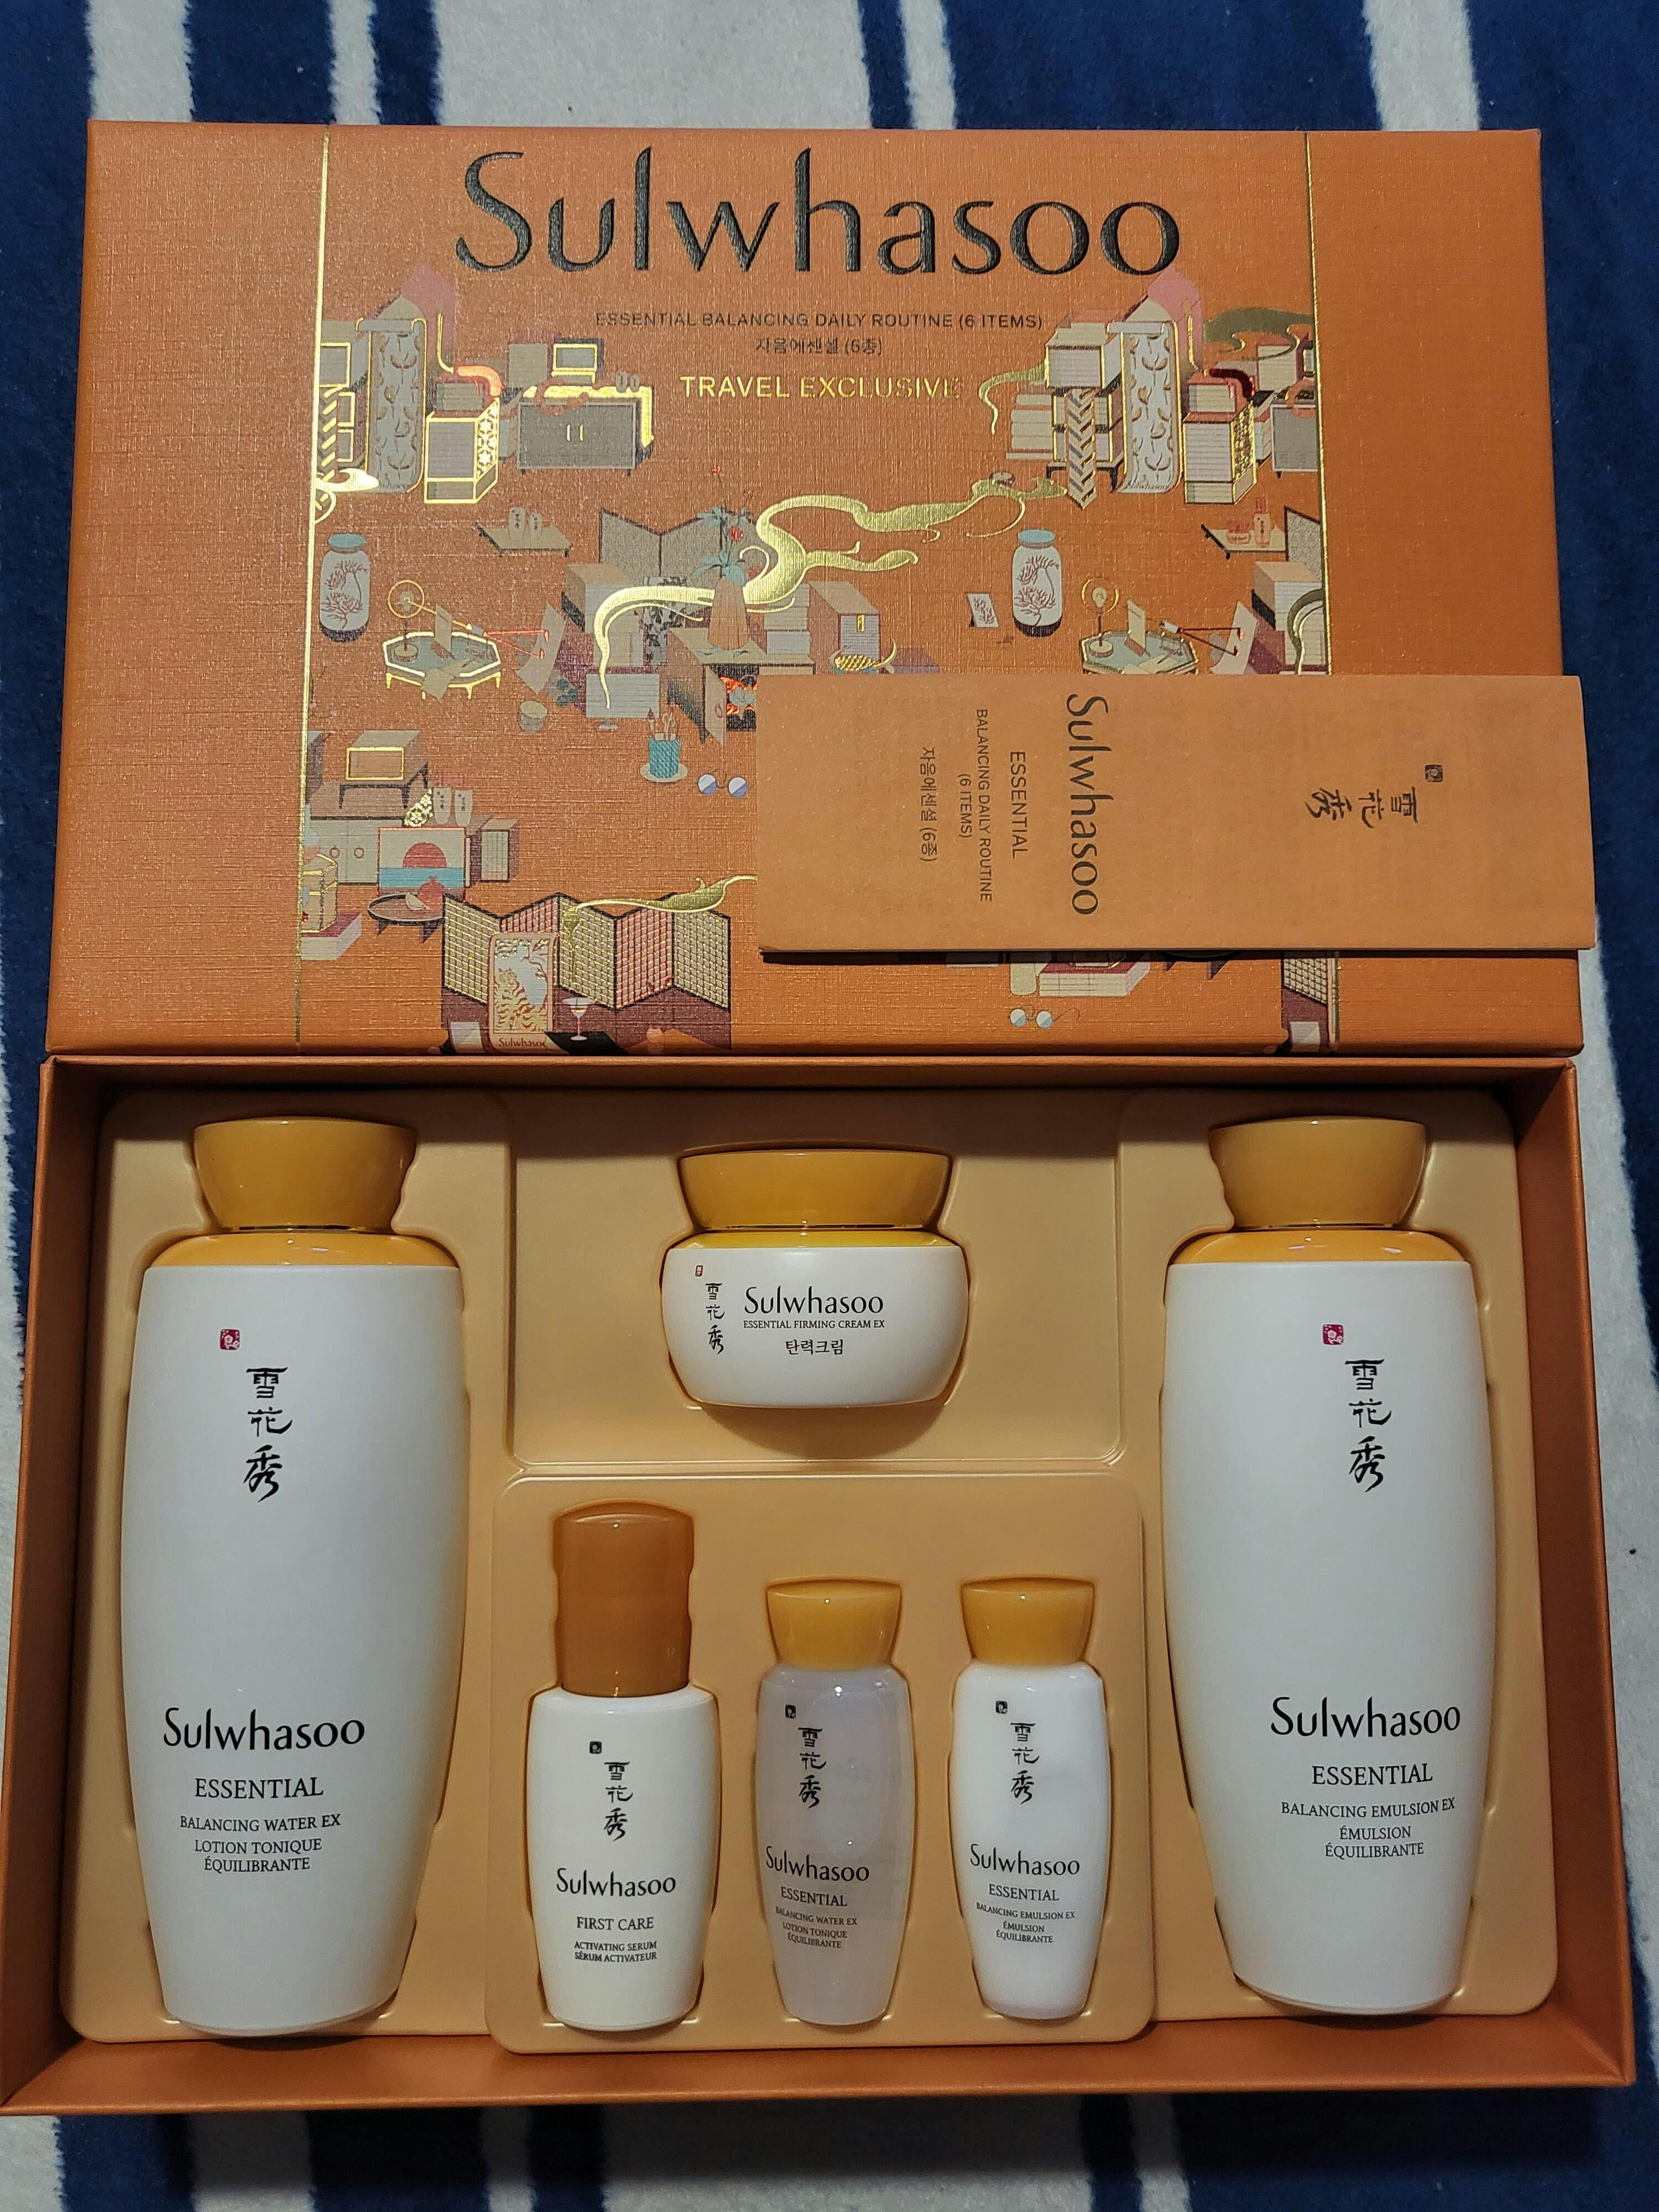 Sulwhasoo
ESSENTIAL BALANCING DAILY ROUTINE (6 ITEMS)
자음에센셜 (6종)
TRAVEL EXCLUSIVE
Sulwhasoo
雪花秀
Sulwhasoo
ESSENTIAL
BALANCING DAILY ROUTINE
(6 ITEMS)
자음에센셜 (6종)
雪
花
秀
Sulwhasoo
ESSENTIAL
BALANCING WATER EX
LOTION TONIQUE
ÉQUILIBRANTE
雪
花
秀
Sulwhasoo
ESSENTIAL FIRMING CREAM EX
탄력크림
雪
花
秀
Sulwhasoo
ESSENTIAL
BALANCING EMULSION EX
ÉMULSION
ÉQUILIBRANTE
雪
花
秀
Sulwhasoo
FIRST CARE
ACTIVATING SERUM
SÉRUM ACTIVATEUR
雪
花
秀
Sulwhasoo
ESSENTIAL
BALANCING WATER EX
LOTION TONIQUE
ÉQUILIBRANTE
雪
花
秀
Sulwhasoo
ESSENTIAL
BALANCING EMULSION EX
ÉMULSION
ÉQUILIBRANTE